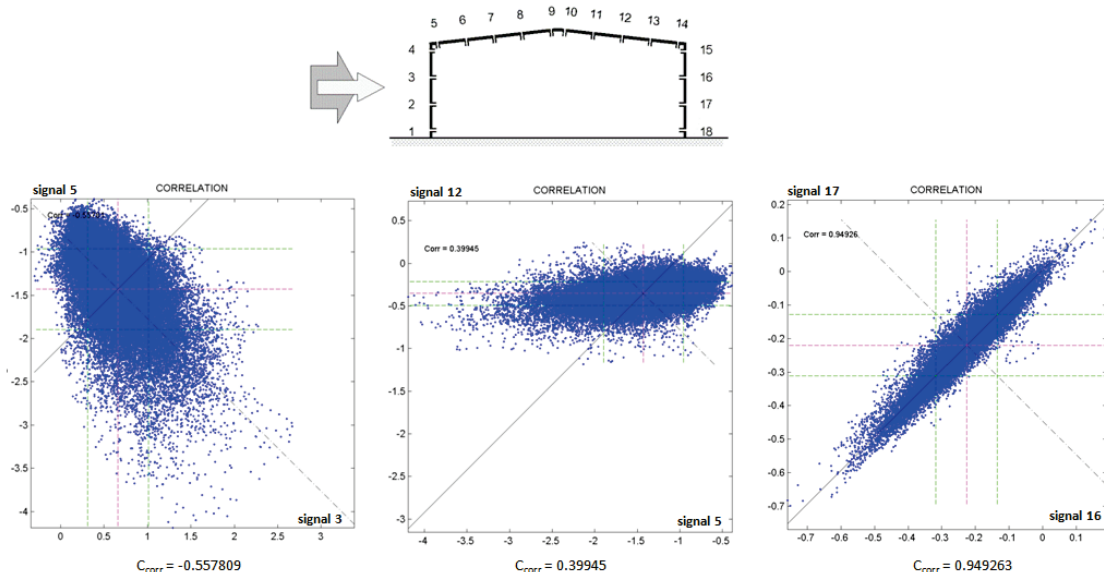 5 6 7 8 9 10 11 12 13 14
4 15
3 16
2 17
1 18
signal 5 CORRELATION
signal 12 CORRELATION
signal 17 CORRELATION
-0.5
-1
-1.5
-2
-2.5
-3
-3.5
-4
0 0.5 1 1.5 2 2.5 3
signal 3
Corr = 0.39945
0.5
0
-0.5
-1
-1.5
-2
-2.5
-3
-4 -3.5 -3 -2.5 -2 -1.5 -1 -0.5
signal 5
Corr = 0.94926
0.2
0.1
0
-0.1
-0.2
-0.3
-0.4
-0.5
-0.6
-0.7
-0.7 -0.6 -0.5 -0.4 -0.3 -0.2 -0.1 0 0.1 0.2
signal 16
Ccorr = -0.557809
Ccorr = 0.39945
Ccorr = 0.949263